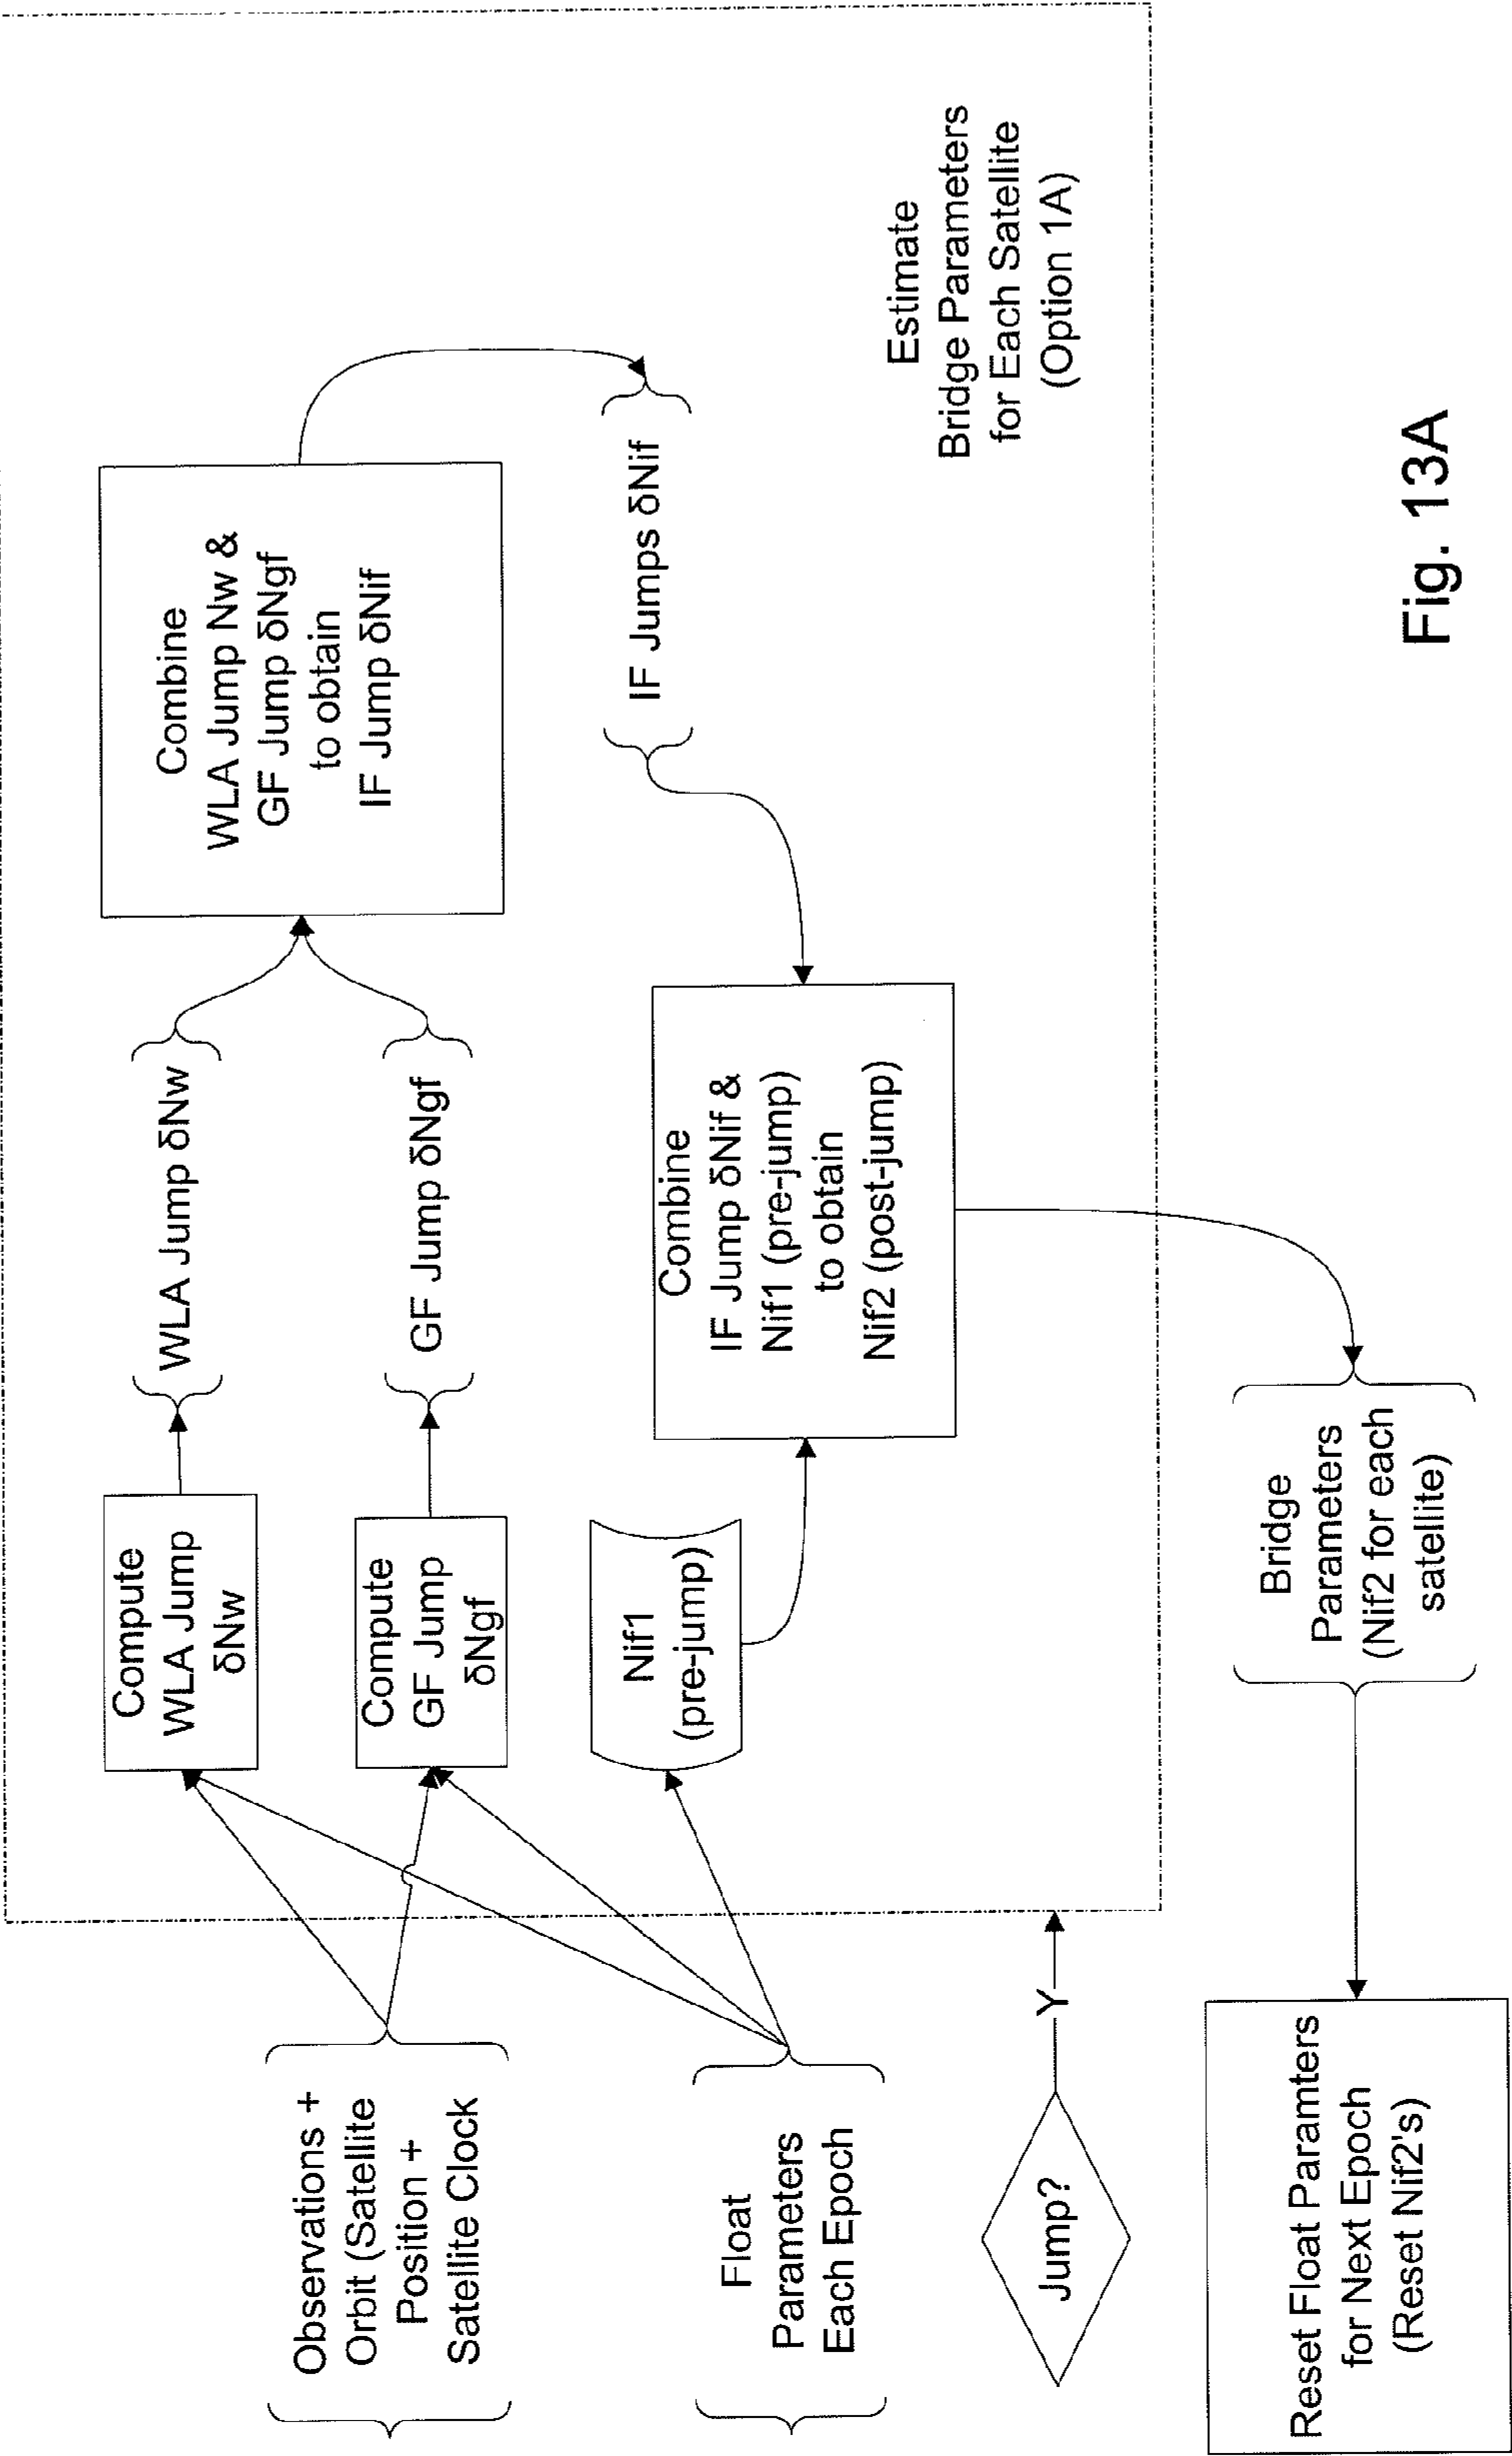 Observations +
Orbit (Satellite
Position +
Satellite Clock
Float
Parameters
Each Epoch
Jump?
Y
Reset Float Paramters
for Next Epoch
(Reset Nif2's)
Compute
WLA Jump
δNw
Compute
GF Jump
δNgf
Nif1
(pre-jump)
WLA Jump δNw
GF Jump δNgf
Combine
WLA Jump Nw &
GF Jump δNgf
to obtain
IF Jump δNif
IF Jumps δNif
Combine
IF Jump δNif &
Nif1 (pre-jump)
to obtain
Nif2 (post-jump)
Bridge
Parameters
(Nif2 for each
satellite)
Estimate
Bridge Parameters
for Each Satellite
(Option 1A)
Fig. 13A